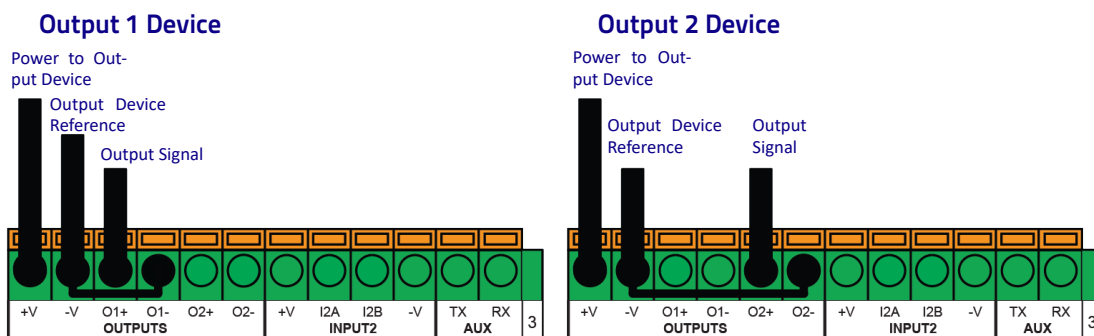 Output 1 Device
Power to Out-
put Device
Output Device
Reference
Output Signal
+V -V O1+ O1- O2+ O2- +V I2A I2B -V TX RX
OUTPUTS INPUT2 AUX 3
Output 2 Device
Power to Out-
put Device
Output Device
Reference
Output
Signal
+V -V O1+ O1- O2+ O2- +V I2A I2B -V TX RX
OUTPUTS INPUT2 AUX 3